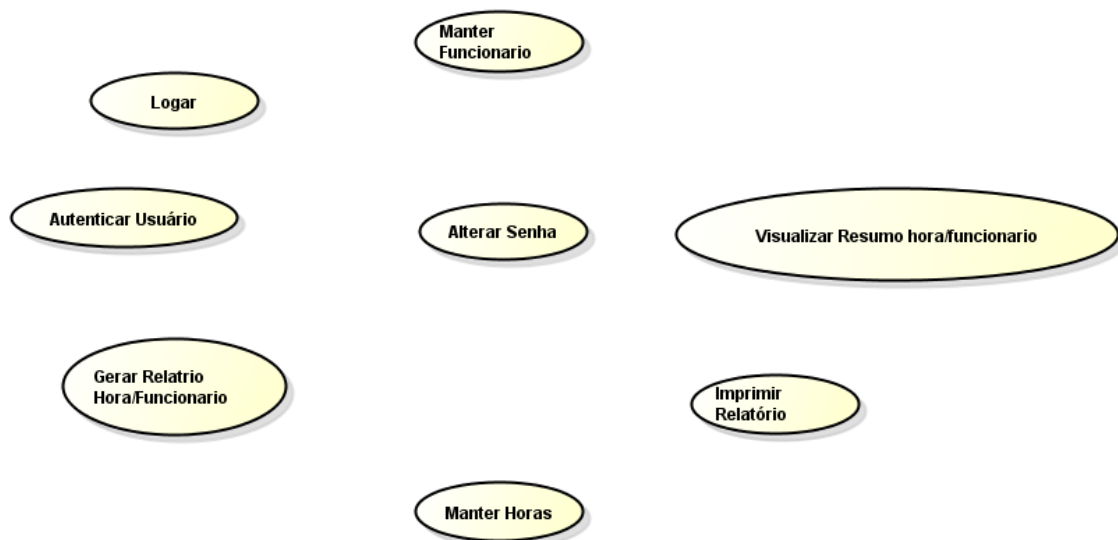 Manter
Funcionario
Logar
Autenticar Usuário
Alterar Senha
Visualizar Resumo hora/funcionario
Gerar Relatrio
Hora/Funcionario
Imprimir
Relatório
Manter Horas